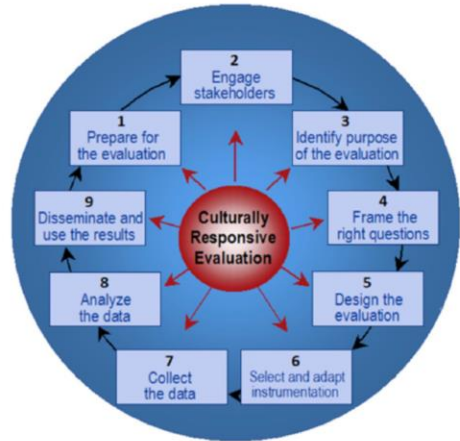 1
Prepare for
the evaluation
2
Engage
stakeholders
3
Identify purpose
of the evaluation
4
Frame the
right questions
5
Design the
evaluation
6
Select and adapt
instrumentation
7
Collect
the data
8
Analyze
the data
9
Disseminate and
use the results
Culturally
Responsive
Evaluation